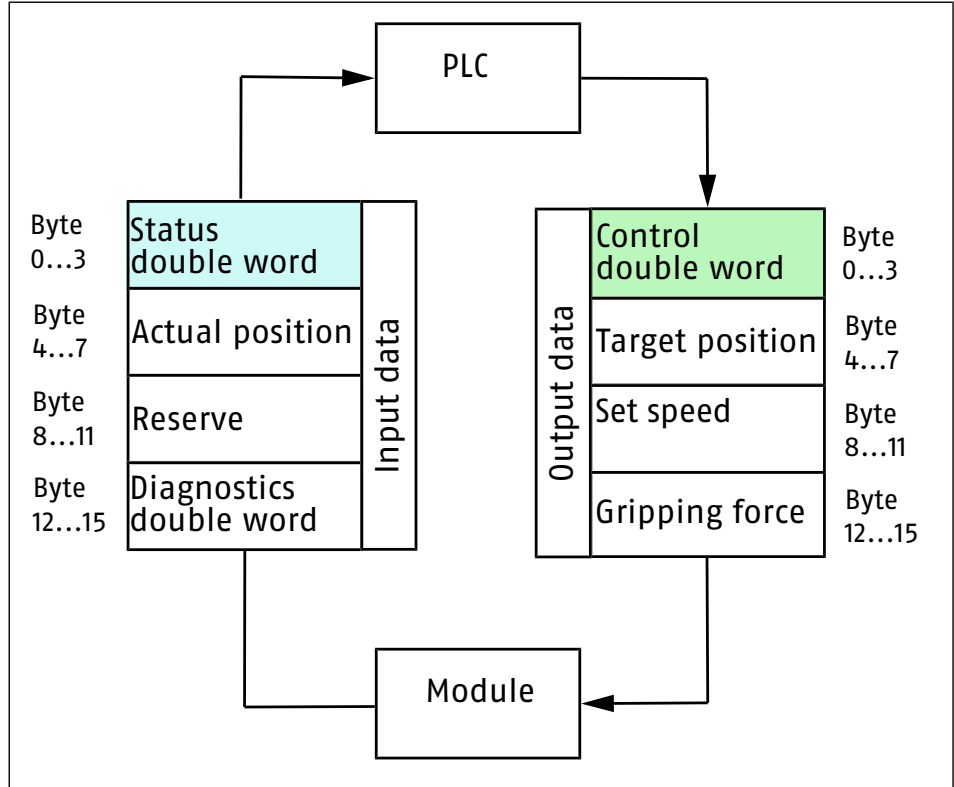 PLC
Byte
0...3
Status
double word
Byte
4...7
Actual position
Byte
8...11
Reserve
Byte
12...15
Diagnostics
double word
Input data
Output data
Control
double word
Byte
0...3
Target position
Byte
4...7
Set speed
Byte
8...11
Gripping force
Byte
12...15
Module